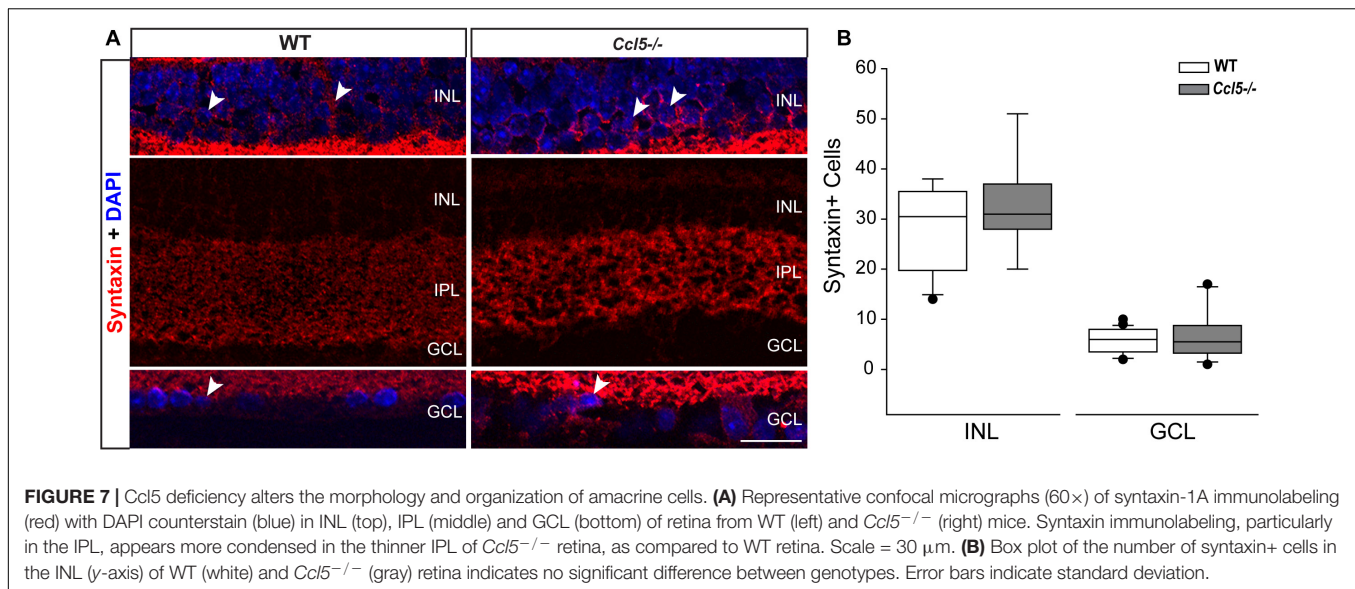 A
WT
Ccl5-/-
Syntaxin + DAPI
INL
INL
INL
INL
IPL
IPL
GCL
GCL
GCL
GCL
B
WT
Ccl5-/-
Syntaxin+ Cells
60
50
40
30
20
10
0
INL
GCL
FIGURE 7 | Ccl5 deficiency alters the morphology and organization of amacrine cells. (A) Representative confocal micrographs (60×) of syntaxin-1A immunolabeling
(red) with DAPI counterstain (blue) in INL (top), IPL (middle) and GCL (bottom) of retina from WT (left) and Ccl5−/− (right) mice. Syntaxin immunolabeling, particularly
in the IPL, appears more condensed in the thinner IPL of Ccl5−/− retina, as compared to WT retina. Scale = 30 μm. (B) Box plot of the number of syntaxin+ cells in
the INL (y-axis) of WT (white) and Ccl5−/− (gray) retina indicates no significant difference between genotypes. Error bars indicate standard deviation.